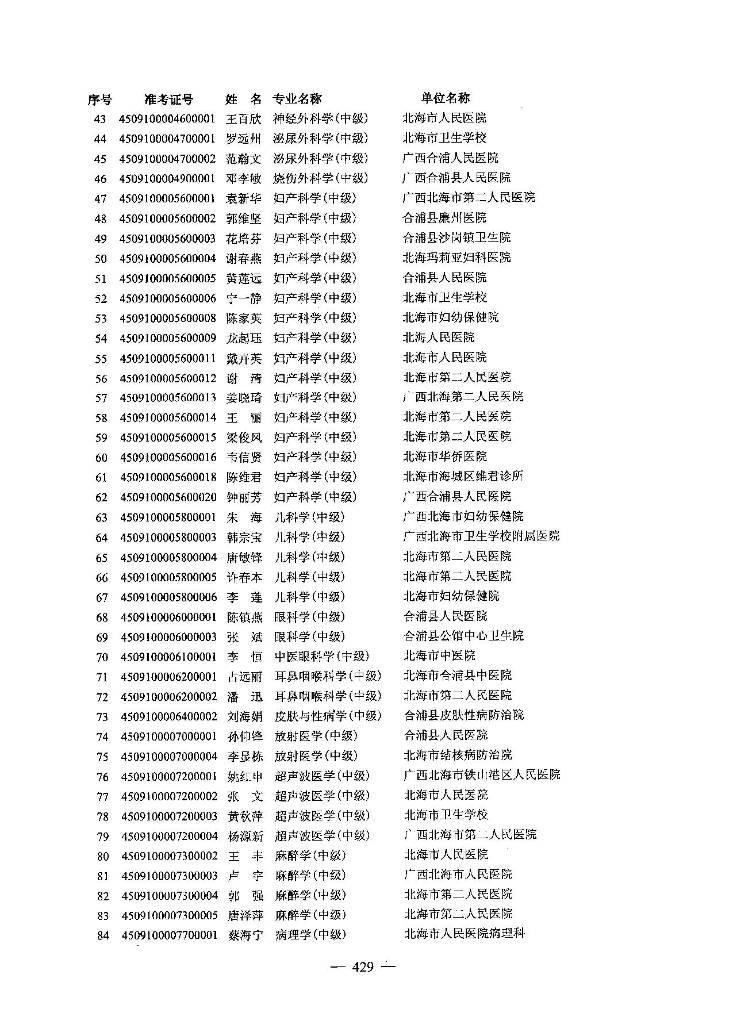 序号 准考证号 姓 名 专业名称 单位名称
43 4509100004600001 王百欣 神经外科学(中级) 北海市人民医院
44 4509100004700001 罗远州 泌尿外科学(中级) 北海市卫生学校
45 4509100004700002 范翰文 泌尿外科学(中级) 广西合浦人民医院
46 4509100004900001 邓李敏 烧伤外科学(中级) 广西合浦县人民医院
47 4509100005600001 袁新华 妇产科学(中级) 广西北海市第二人民医院
48 4509100005600002 郭维坚 妇产科学(中级) 合浦县廉州医院
49 4509100005600003 花培芬 妇产科学(中级) 合浦县沙岗镇卫生院
50 4509100005600004 谢春燕 妇产科学(中级) 北海玛莉亚妇科医院
51 4509100005600005 黄莲远 妇产科学(中级) 合浦县人民医院
52 4509100005600006 宁一静 妇产科学(中级) 北海市卫生学校
53 4509100005600008 陈家英 妇产科学(中级) 北海市妇幼保健院
54 4509100005600009 龙起珏 妇产科学(中级) 北海人民医院
55 4509100005600011 戴卉英 妇产科学(中级) 北海市人民医院
56 4509100005600012 谢 清 妇产科学(中级) 北海市第二人民医院
57 4509100005600013 姜晓琦 妇产科学(中级) 广西北海第二人民医院
58 4509100005600014 王 丽 妇产科学(中级) 北海市第二人民医院
59 4509100005600015 梁俊凤 妇产科学(中级) 北海市第二人民医院
60 4509100005600016 韦信贤 妇产科学(中级) 北海市华侨医院
61 4509100005600018 陈维君 妇产科学(中级) 北海市海城区维君诊所
62 4509100005600020 钟丽芳 妇产科学(中级) 广西合浦县人民医院
63 4509100005800001 朱 海 儿科学(中级) 广西北海市妇幼保健院
64 4509100005800003 韩宗宝 儿科学(中级) 广西北海市卫生学校附属医院
65 4509100005800004 唐敏锋 儿科学(中级) 北海市第二人民医院
66 4509100005800005 许春本 儿科学(中级) 北海市第二人民医院
67 4509100005800006 李 莲 儿科学(中级) 北海市妇幼保健院
68 4509100006000001 陈镇燕 眼科学(中级) 合浦县人民医院
69 4509100006000003 张 斌 眼科学(中级) 合浦县公馆中心卫生院
70 4509100006100001 李 恒 中医眼科学(中级) 北海市中医院
71 4509100006200001 占远丽 耳鼻咽喉科学(中级) 北海市合浦县中医院
72 4509100006200002 潘 迅 耳鼻咽喉科学(中级) 北海市第二人民医院
73 4509100006400002 刘海娟 皮肤与性病学(中级) 合浦县皮肤性病防治院
74 4509100007000001 孙仰锋 放射医学(中级) 合浦县人民医院
75 4509100007000004 李显栋 放射医学(中级) 北海市结核病防治院
76 4509100007200001 姚红申 超声波医学(中级) 广西北海市铁山港区人民医院
77 4509100007200002 张 文 超声波医学(中级) 北海市人民医院
78 4509100007200003 黄秋萍 超声波医学(中级) 北海市卫生学校
79 4509100007200004 杨源新 超声波医学(中级) 广西北海市第二人民医院
80 4509100007300002 王 丰 麻醉学(中级) 北海市人民医院
81 4509100007300003 卢 宇 麻醉学(中级) 广西北海市人民医院
82 4509100007300004 郭 强 麻醉学(中级) 北海市第二人民医院
83 4509100007300005 唐泽萍 麻醉学(中级) 北海市第二人民医院
84 4509100007700001 蔡海宁 病理学(中级) 北海市人民医院病理科
— 429 —